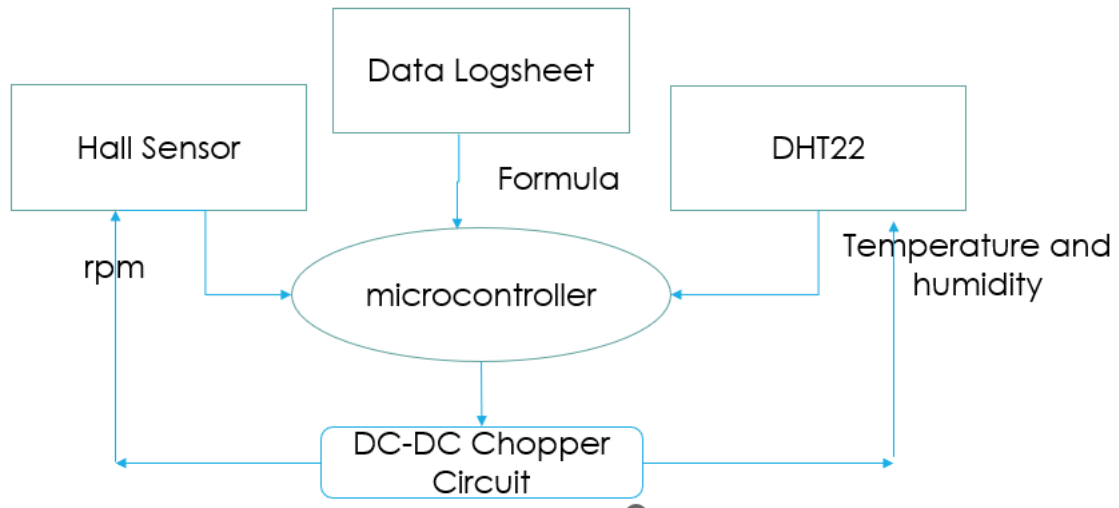 Data Logsheet
Hall Sensor
DHT22
Formula
rpm
Temperature and
humidity
microcontroller
DC-DC Chopper
Circuit